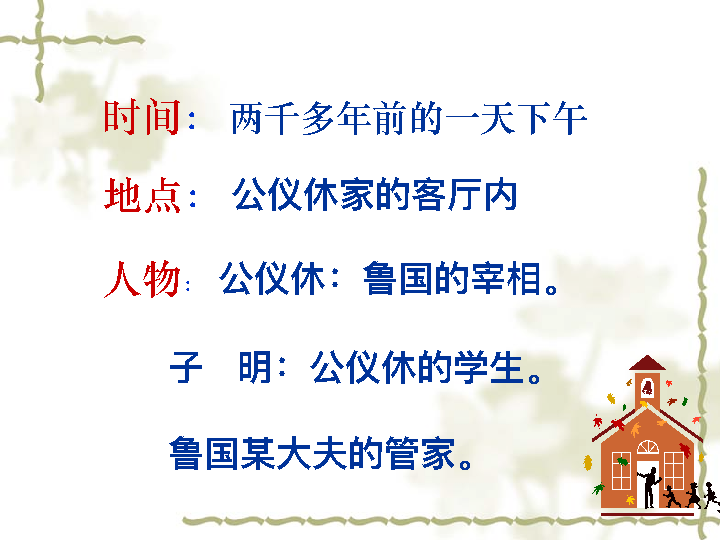 时间： 两千多年前的一天下午
地点： 公仪休家的客厅内
人物： 公仪休：鲁国的宰相。
子 明：公仪休的学生。
鲁国某大夫的管家。